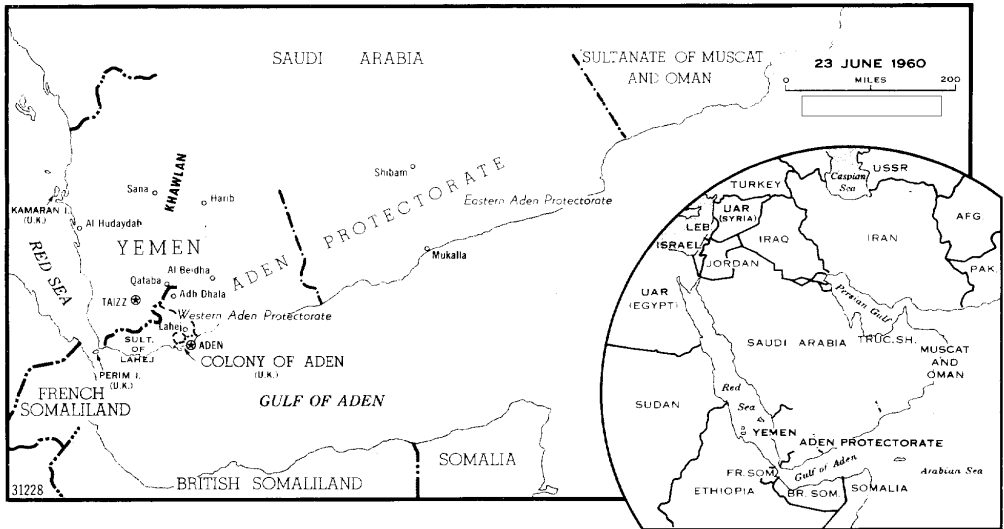 SAUDI ARABIA
SULTANATE OF MUSCAT
AND OMAN
23 JUNE 1960
0 MILES 200
KHAWLAN
Sana
Harib
Shibam
KAMARAN I.
(U.K.)
Al Hudaydah
RED SEA
YEMEN
ADEN PROTECTORATE
Eastern Aden Protectorate
Mukalla
Al Beidha
Qataba
Adh Dhala
TAIZZ
Western Aden Protectorate
Lahej
SULT.
OF
LAHEJ
ADEN
COLONY OF ADEN
(U.K.)
PERIM I.
(U.K.)
FRENCH
SOMALILAND
GULF OF ADEN
SOMALIA
BRITISH SOMALILAND
31228
USSR
Caspian
Sea
TURKEY
AFG.
UAR
(SYRIA)
LEB.
ISRAEL
IRAQ
IRAN
JORDAN
PAK.
UAR
(EGYPT)
Persian Gulf
SAUDI ARABIA
TRUC. SH.
MUSCAT
AND
OMAN
SUDAN
Red
Sea
YEMEN
ADEN PROTECTORATE
FR. SOM.
Gulf of Aden
Arabian Sea
ETHIOPIA
BR. SOM.
SOMALIA